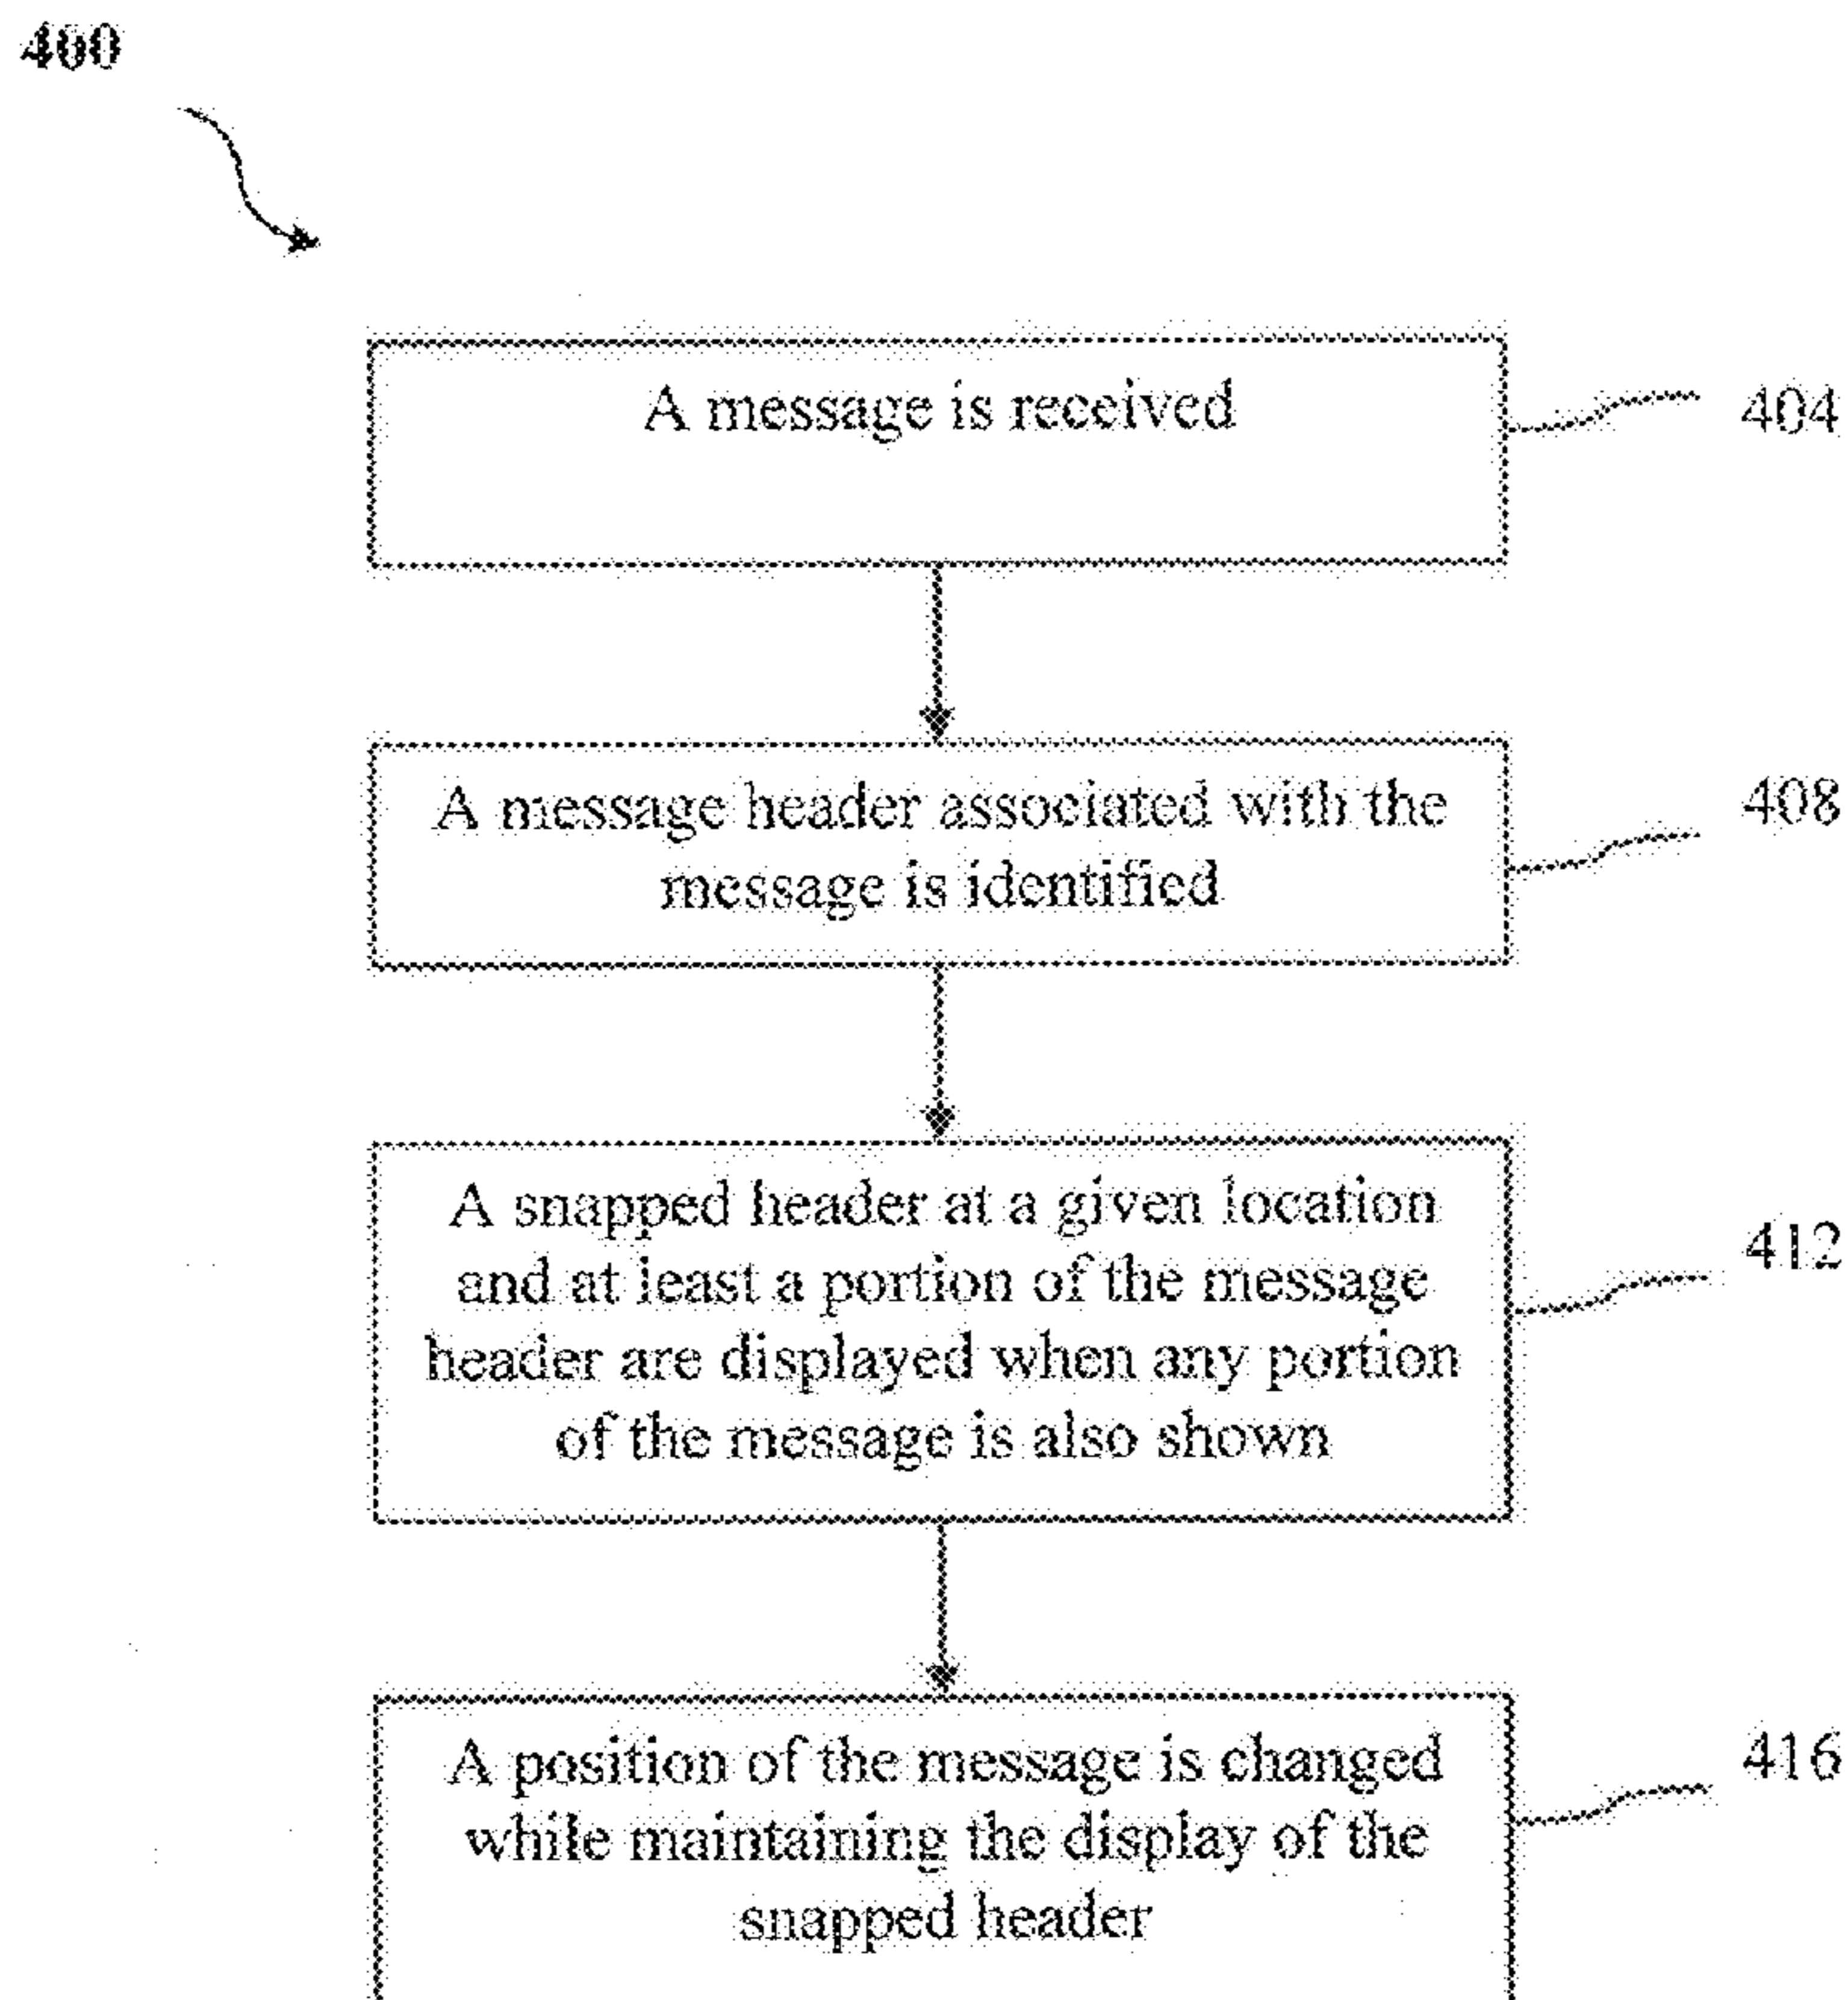 400
A message is received
404
A message header associated with the
message is identified
408
A snapped header at a given location
and at least a portion of the message
header are displayed when any portion
of the message is also shown
412
A position of the message is changed
while maintaining the display of the
snapped header
416